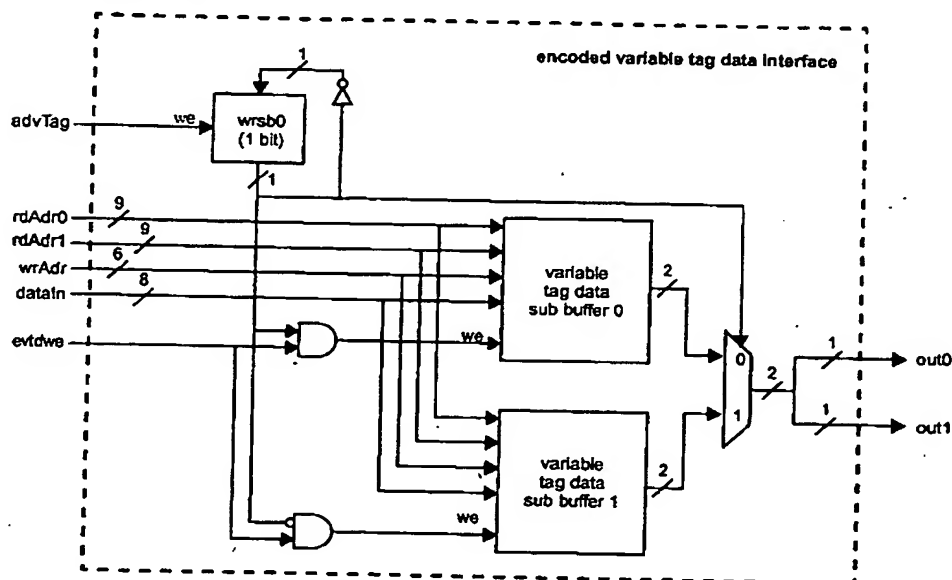 encoded variable tag data interface
1
advTag
we
wrsb0
(1 bit)
1
rdAdr0
9
rdAdr1
9
wrAdr
6
dataIn
8
evtdwe
variable
tag data
sub buffer 0
we
2
0
1
2
1
out0
1
out1
variable
tag data
sub buffer 1
we
2